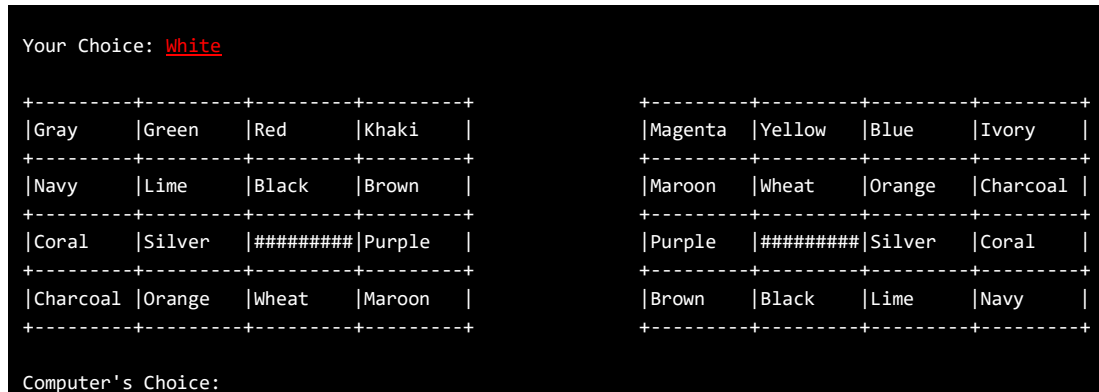 Your Choice: White
+---------+---------+---------+---------+ +---------+---------+---------+---------+
|Gray |Green |Red |Khaki | |Magenta |Yellow |Blue |Ivory |
+---------+---------+---------+---------+ +---------+---------+---------+---------+
|Navy |Lime |Black |Brown | |Maroon |Wheat |Orange |Charcoal |
+---------+---------+---------+---------+ +---------+---------+---------+---------+
|Coral |Silver |#########|Purple | |Purple |#########|Silver |Coral |
+---------+---------+---------+---------+ +---------+---------+---------+---------+
|Charcoal |Orange |Wheat |Maroon | |Brown |Black |Lime |Navy |
+---------+---------+---------+---------+ +---------+---------+---------+---------+
Computer's Choice: